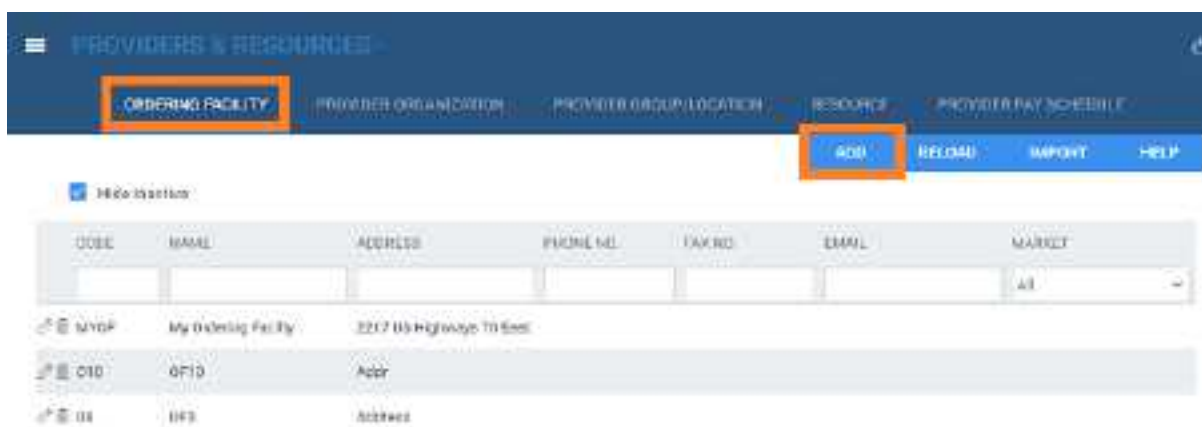 PROVIDERS & RESOURCES
ORDERING FACILITY PROVIDER ORGANIZATION PROVIDER GROUP/LOCATION RESOURCE PROVIDER PAY SCHEDULE
ADD RELOAD IMPORT HELP
Hide Inactive
CODE NAME ADDRESS PHONE NO. FAX NO. EMAIL MARKET
All
MYOF My Ordering Facility 2217 US Highways 70 East
O10 OF10 Addr
OF3 Address